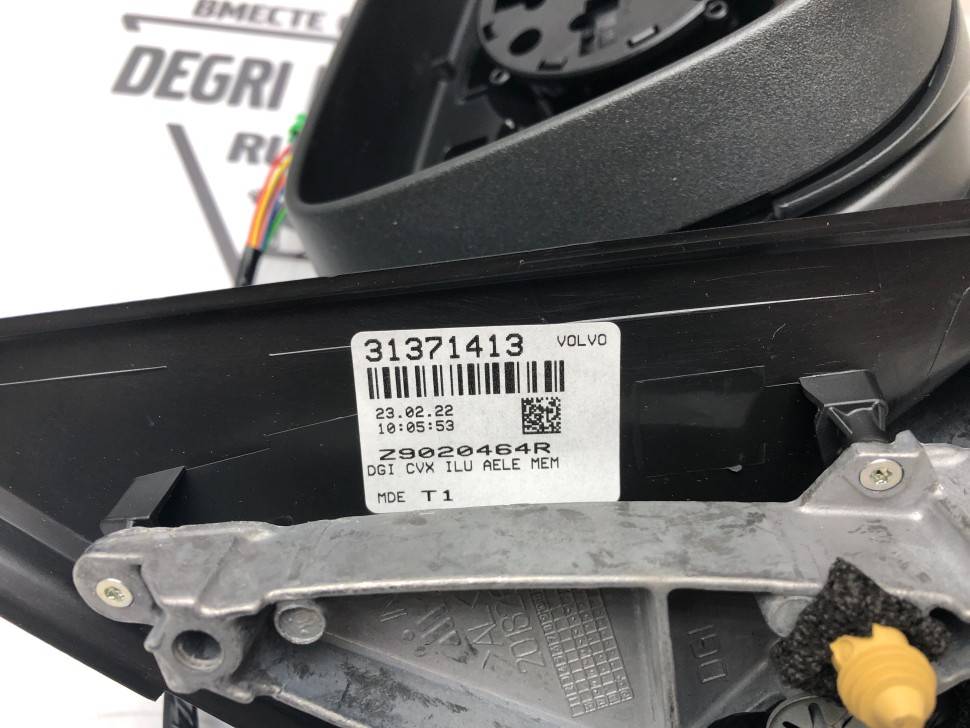 ВМЕСТЕ
DEGRI
RU
31371413 VOLVO
23.02.22
10:05:53
Z9020464R
DGI CVX ILU AELE MEM
MDE T1
DGI